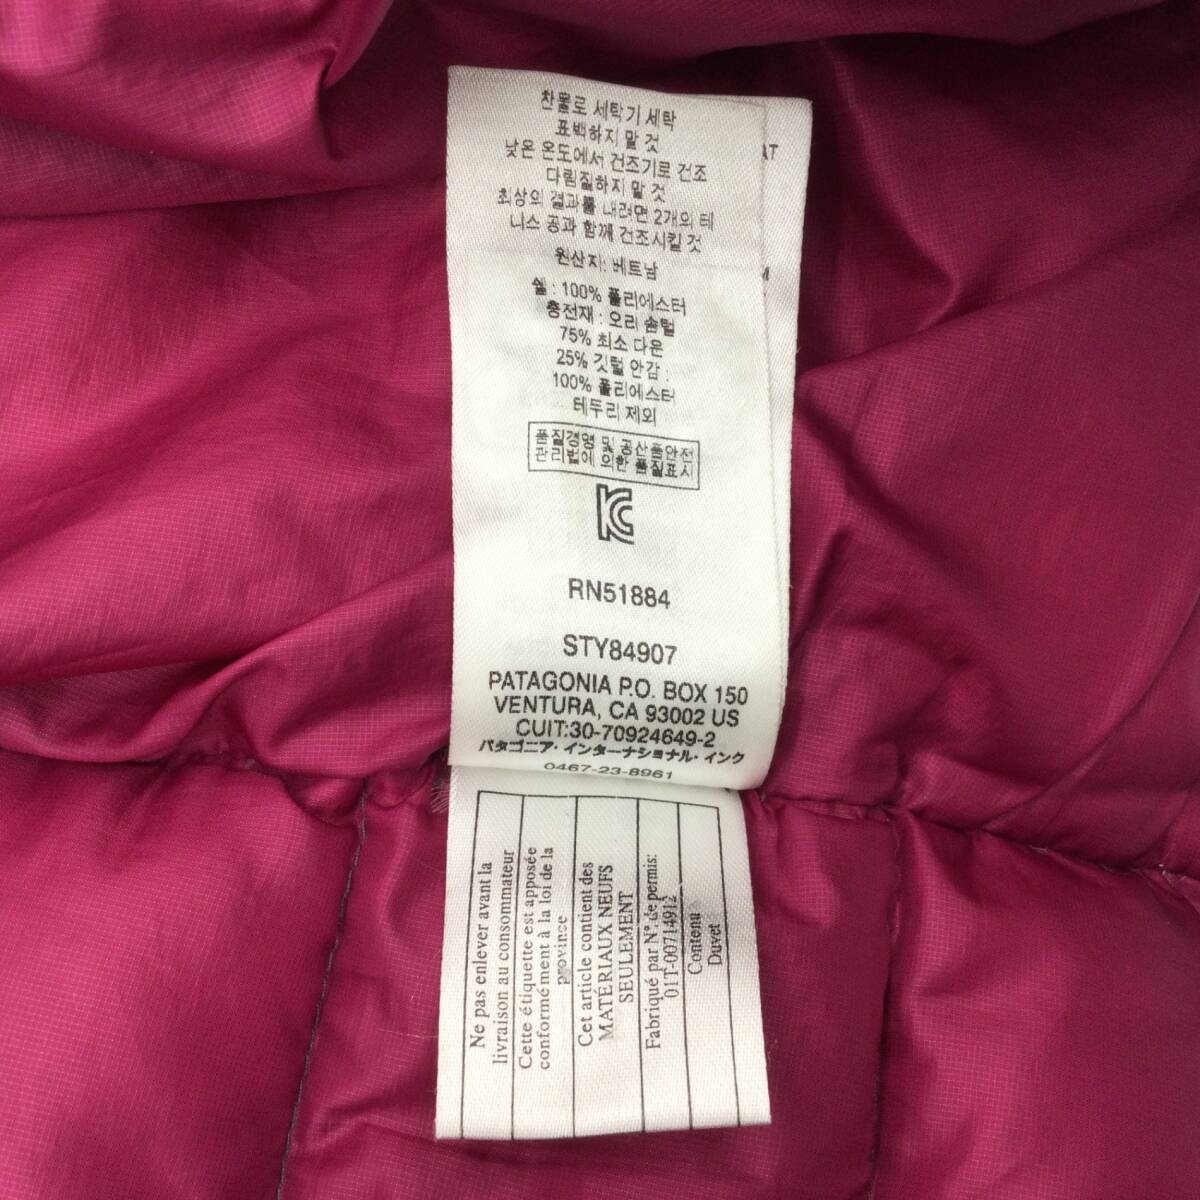 찬물로 세탁기 세탁
표백하지 말 것
낮은 온도에서 건조기로 건조
다림질하지 말 것
최상의 결과를 내려면 2개의 테
니스 공과 함께 건조시킬 것
원산지: 베트남
쉘 : 100% 폴리에스터
충전재 : 오리 솜털
75% 최소 다운
25% 깃털 안감 :
100% 폴리에스터
테두리 제외
품질경영 및 공산품안전
관리법에 의한 품질표시
KC
RN51884
STY84907
PATAGONIA P.O. BOX 150
VENTURA, CA 93002 US
CUIT:30-70924649-2
パタゴニア・インターナショナル・インク
0467-23-8961
AT
M
Ne pas enlever avant la
livraison au consommateur
Cette étiquette est apposée
conformément à la loi de la
province
Cet article contient des
MATÉRIAUX NEUFS
SEULEMENT
Fabriqué par N° de permis:
01T-00714912
Contenu
Duvet